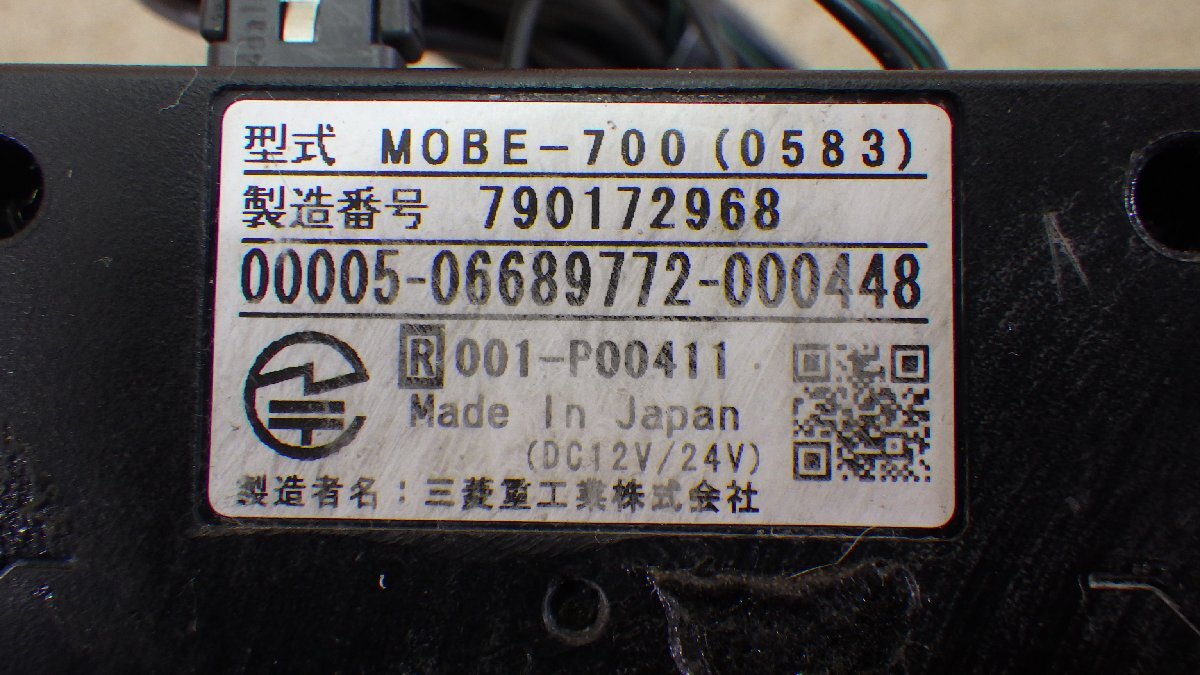 型式 MOBE-700(0583)
製造番号 790172968
00005-06689772-000448
R 001-P00411
Made In Japan
(DC12V/24V)
製造者名:三菱重工業株式会社